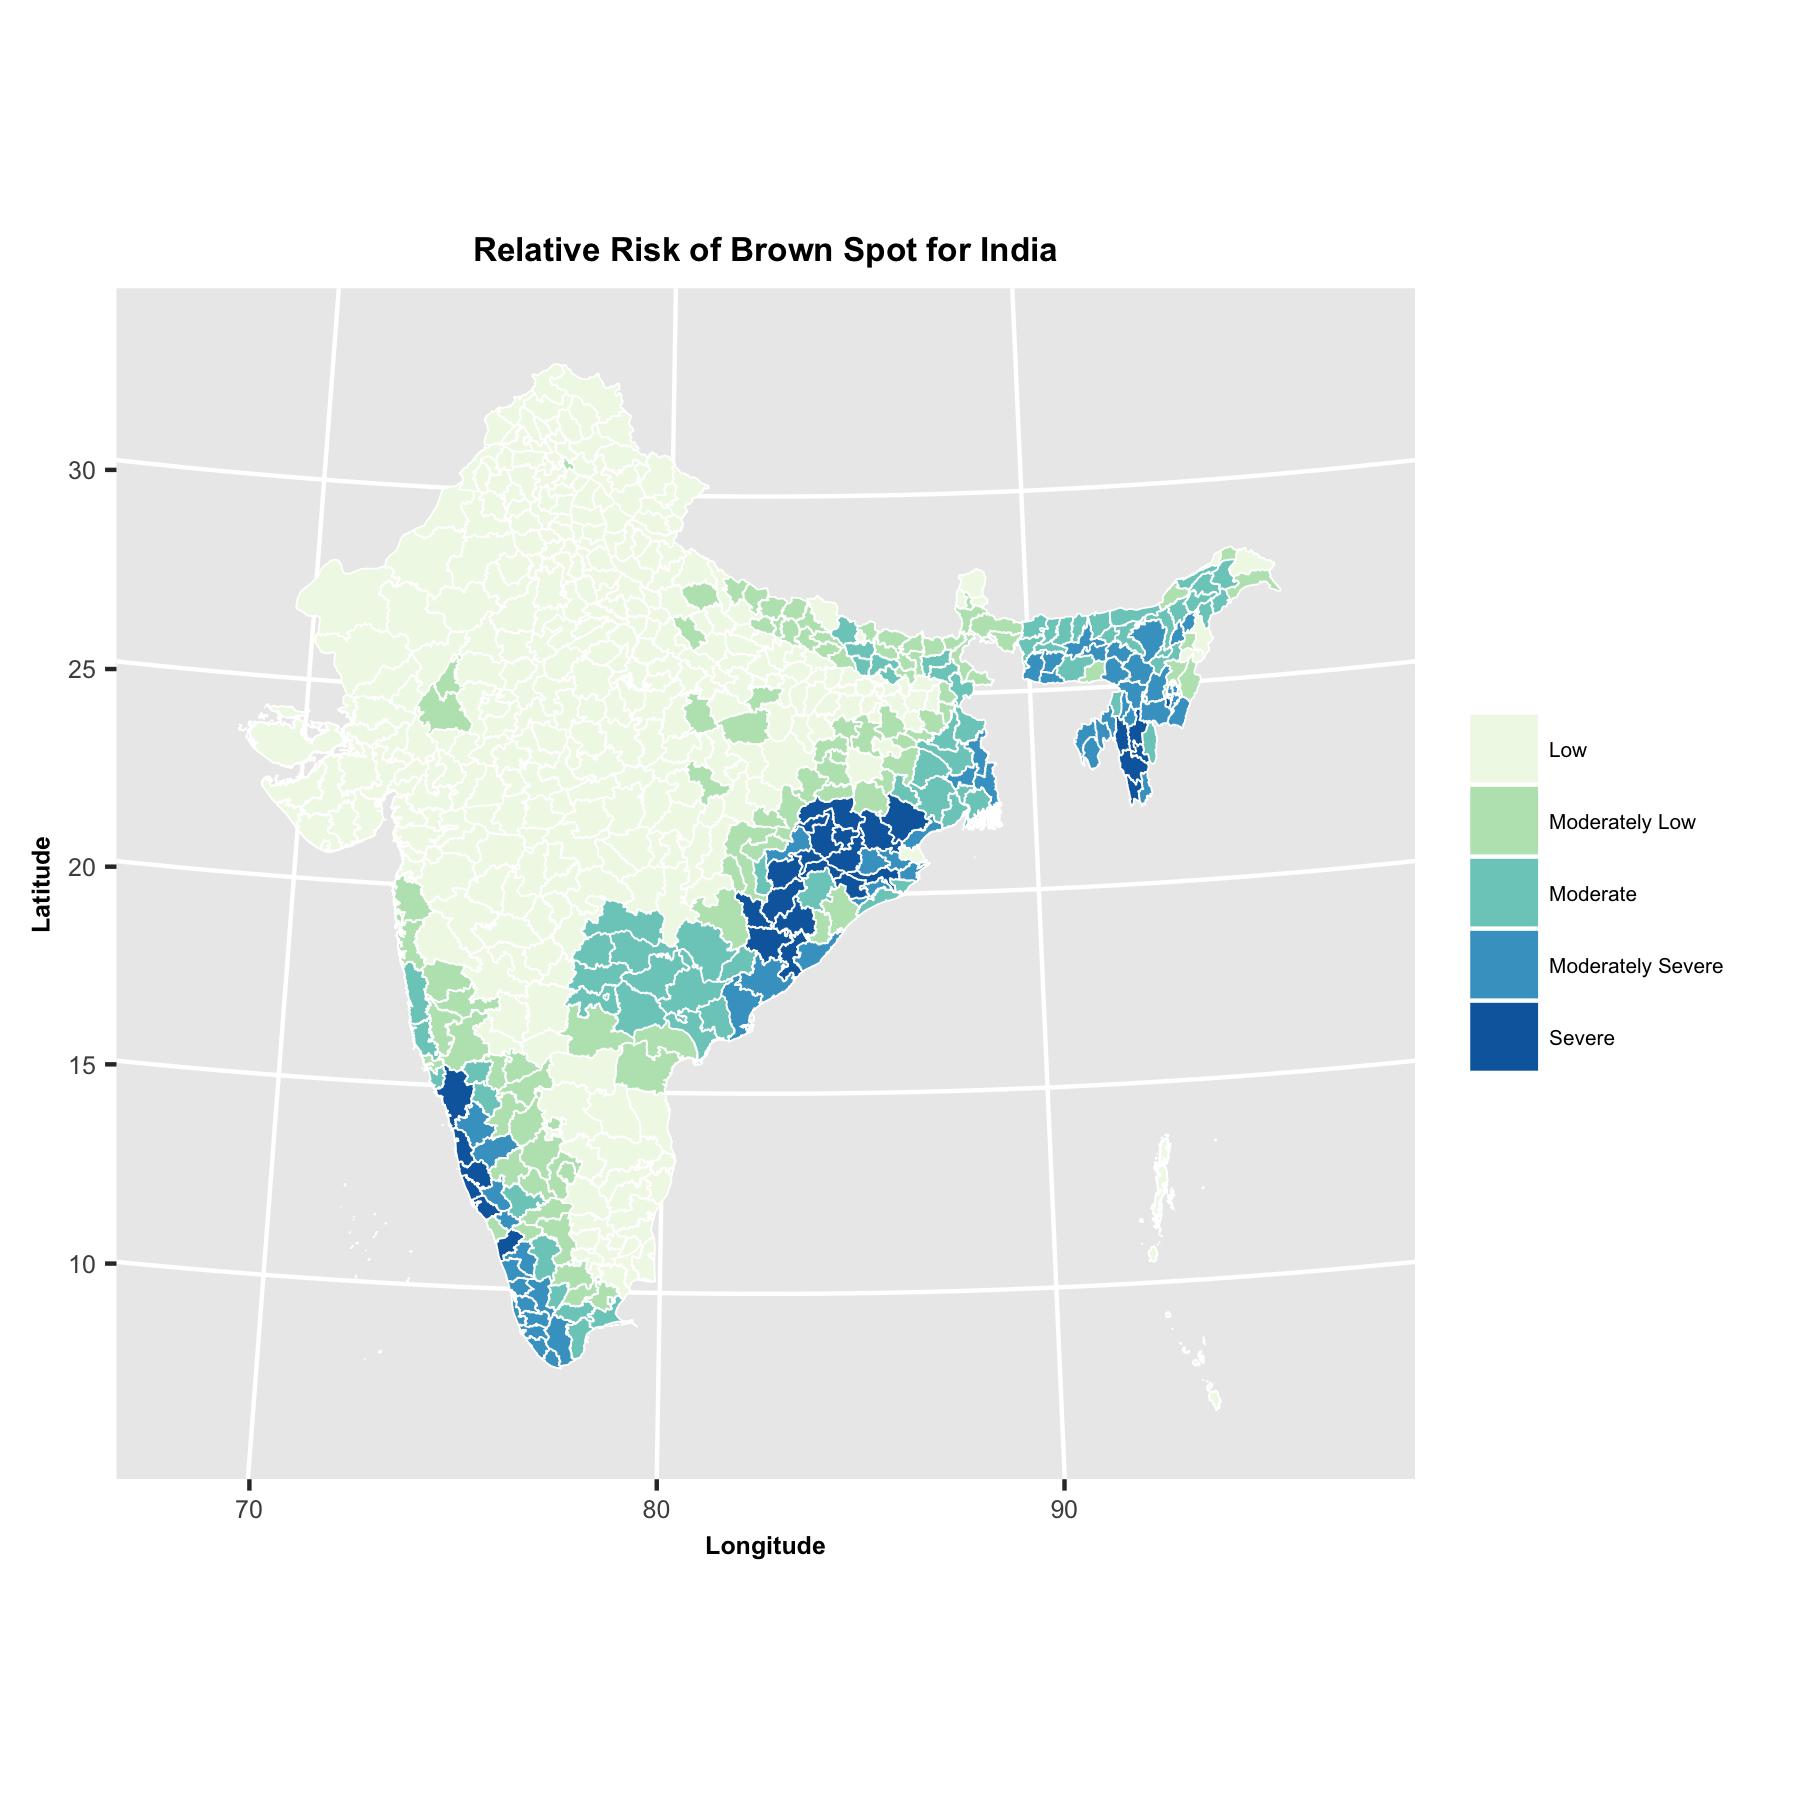 Relative Risk of Brown Spot for India
Latitude
30
25
20
15
10
70
80
90
Longitude
Low
Moderately Low
Moderate
Moderately Severe
Severe